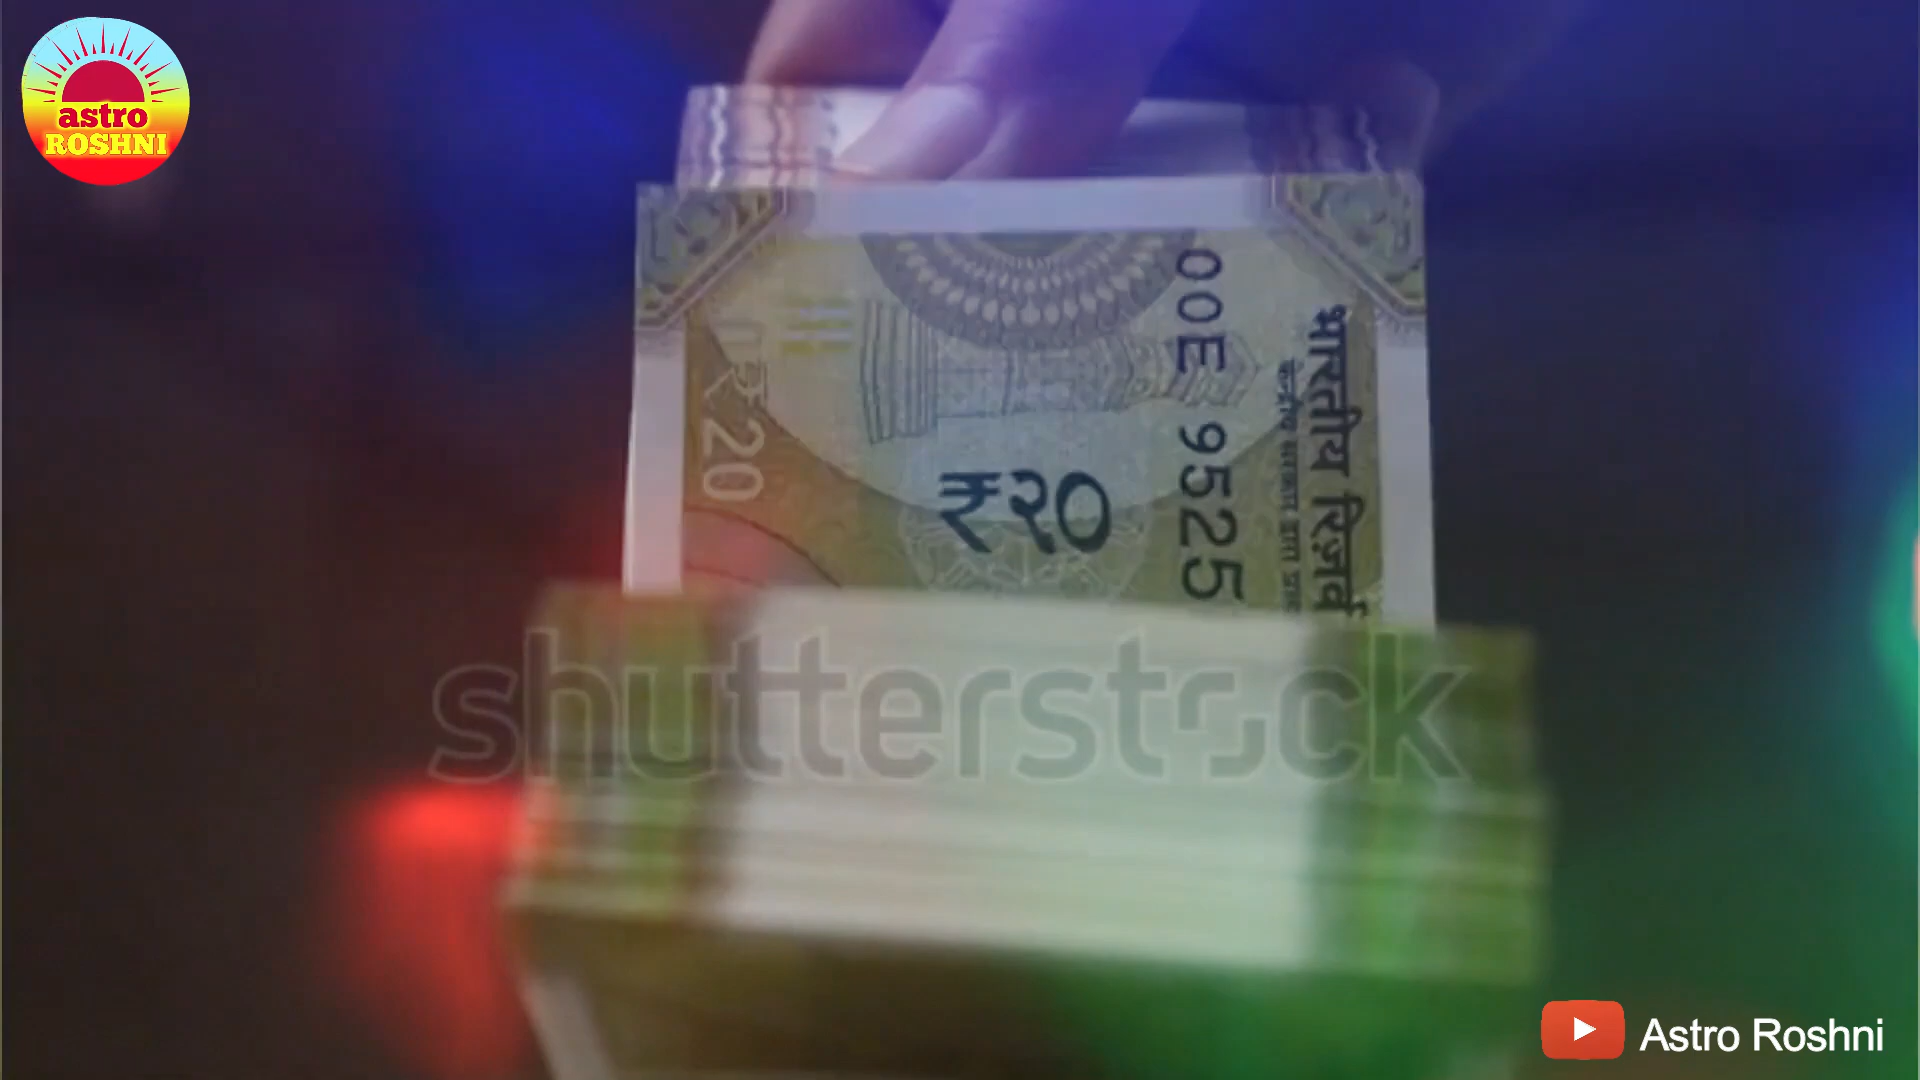 astro
ROSHNI
₹20
₹२०
00E 9525
भारतीय रिज़र्व
shutterstock
Astro Roshni